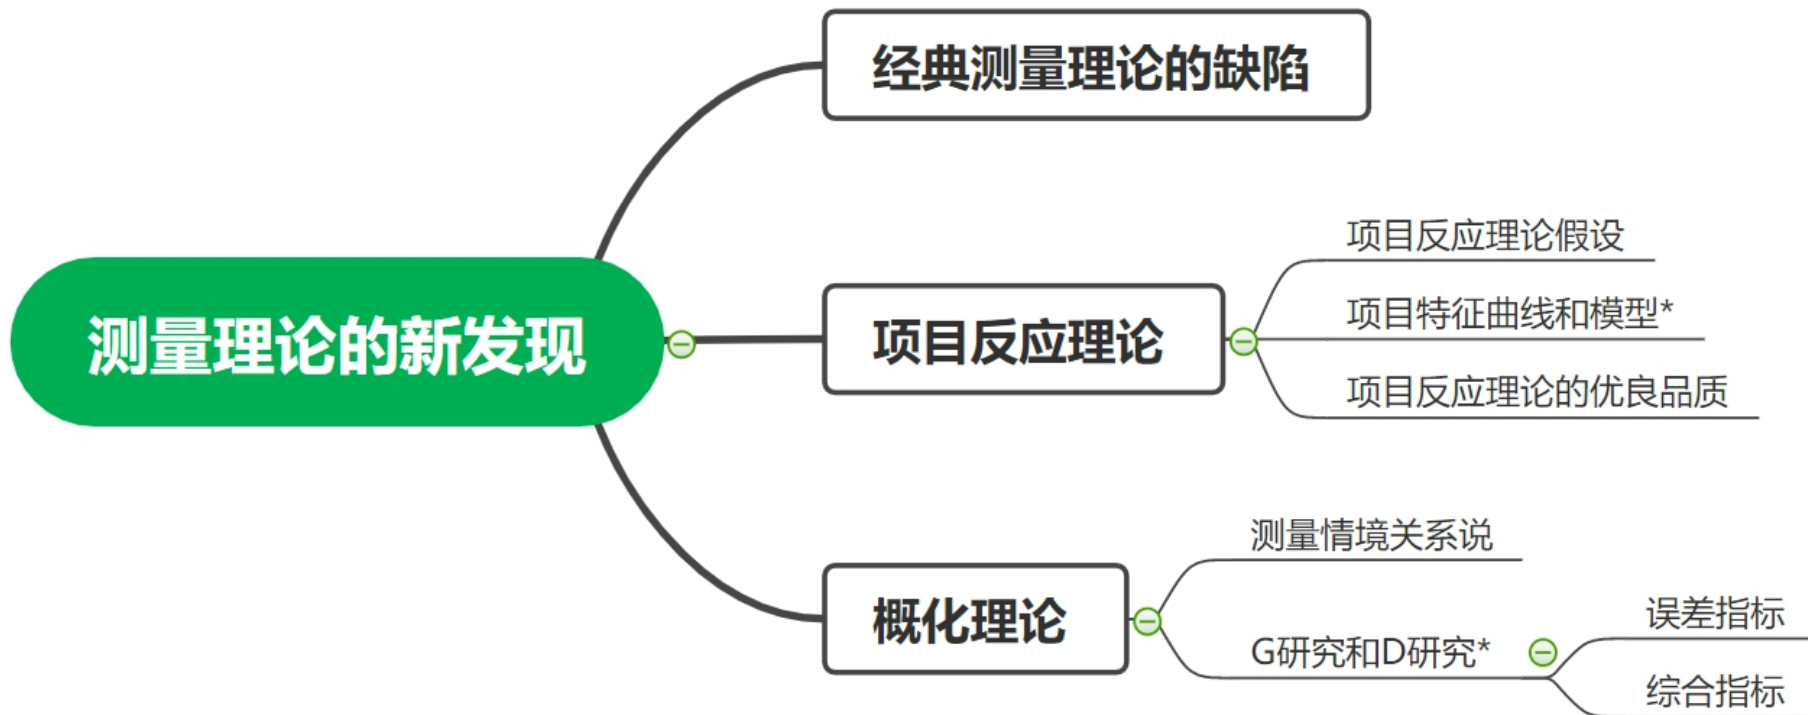 经典测量理论的缺陷
测量理论的新发现
项目反应理论
项目反应理论假设
项目特征曲线和模型*
项目反应理论的优良品质
概化理论
测量情境关系说
G研究和D研究*
误差指标
综合指标